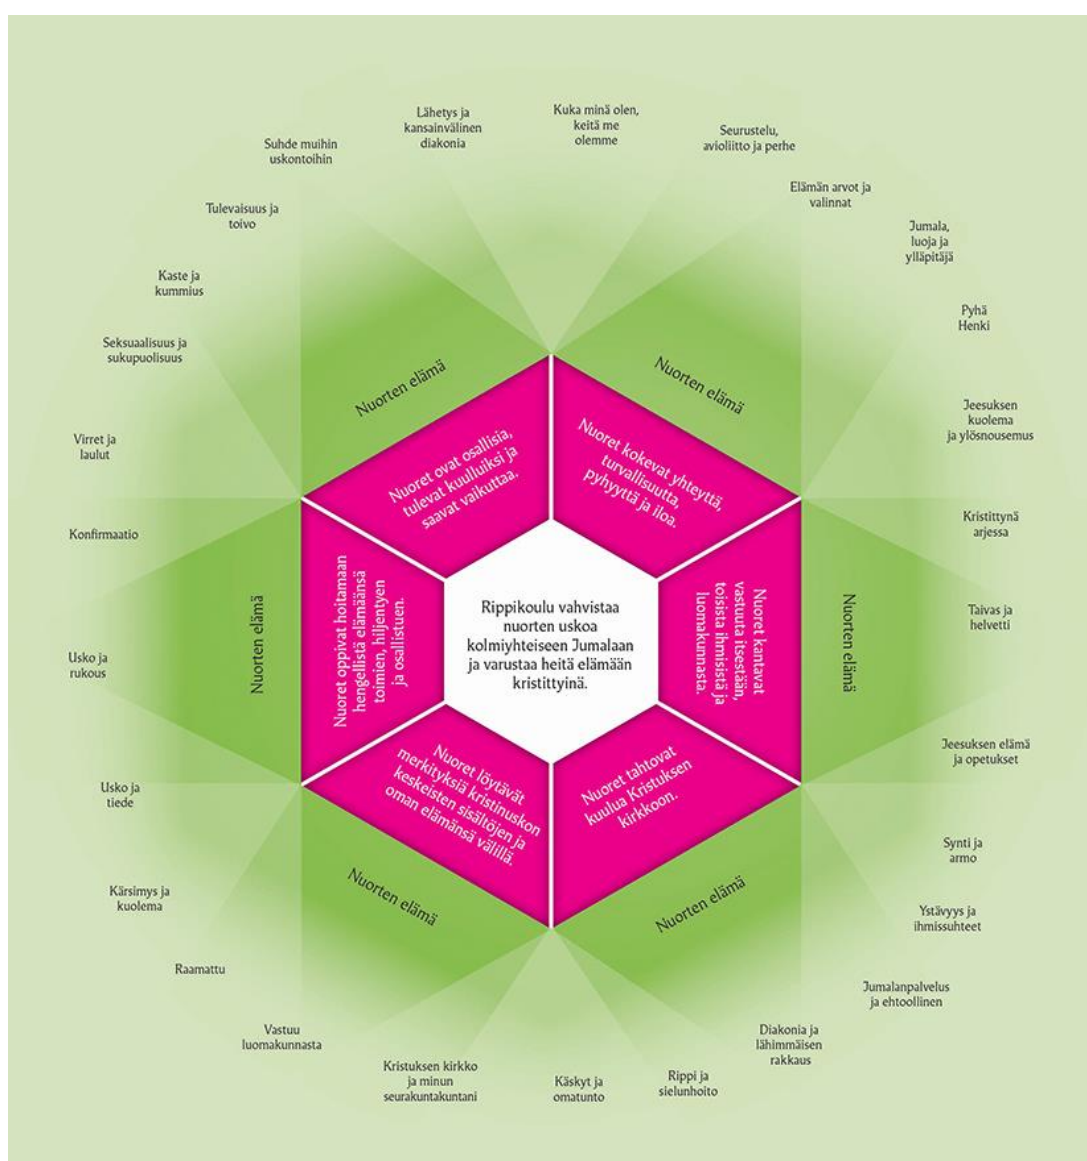 Kuka minä olen,
keitä me
olemme
Seurustelu,
avioliitto ja perhe
Elämän arvot ja
valinnat
Jumala,
luoja ja
ylläpitäjä
Pyhä
Henki
Jeesuksen
kuolema
ja ylösnousemus
Kristittynä
arjessa
Taivas ja
helvetti
Jeesuksen elämä
ja opetukset
Synti ja
armo
Ystävyys ja
ihmissuhteet
Jumalanpalvelus
ja ehtoollinen
Diakonia ja
lähimmäisen
rakkaus
Rippi ja
sielunhoito
Käskyt ja
omatunto
Kristuksen kirkko
ja minun
seurakuntakuntani
Vastuu
luomakunnasta
Raamattu
Kärsimys ja
kuolema
Usko ja
tiede
Usko ja
rukous
Konfirmaatio
Virret ja
laulut
Seksuaalisuus ja
sukupuolisuus
Kaste ja
kummius
Tulevaisuus ja
toivo
Suhde muihin
uskontoihin
Lähetys ja
kansainvälinen
diakonia
Nuorten elämä
Nuorten elämä
Nuorten elämä
Nuorten elämä
Nuorten elämä
Nuorten elämä
Nuoret kokevat yhteyttä,
turvallisuutta,
pyhyyttä ja iloa.
Nuoret kantavat
vastuuta itsestään,
toisista ihmisistä ja
luomakunnasta.
Nuoret tahtovat
kuulua Kristuksen
kirkkoon.
Nuoret löytävät
merkityksiä kristinuskon
keskeisten sisältöjen ja
oman elämänsä välillä.
Nuoret oppivat hoitamaan
hengellistä elämäänsä
toimien, hiljentyen
ja osallistuen.
Nuoret ovat osallisia,
tulevat kuulluiksi ja
saavat vaikuttaa.
Rippikoulu vahvistaa
nuorten uskoa
kolmiyhteiseen Jumalaan
ja varustaa heitä elämään
kristittyinä.